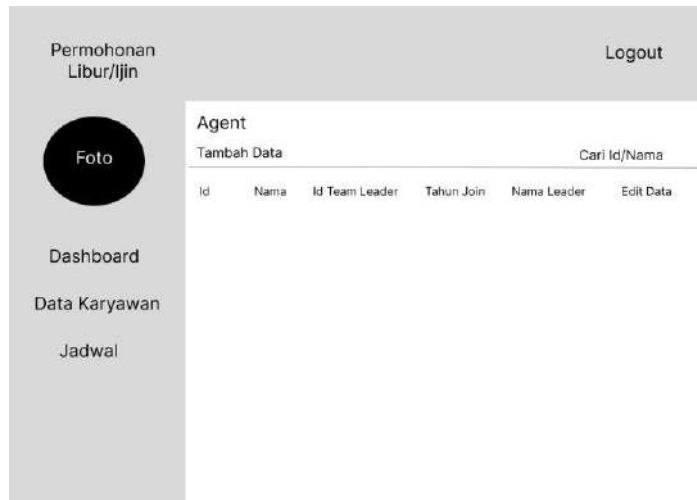 Permohonan
Libur/Ijin
Logout
Foto
Agent
Tambah Data
Cari Id/Nama
Id
Nama
Id Team Leader
Tahun Join
Nama Leader
Edit Data
Dashboard
Data Karyawan
Jadwal